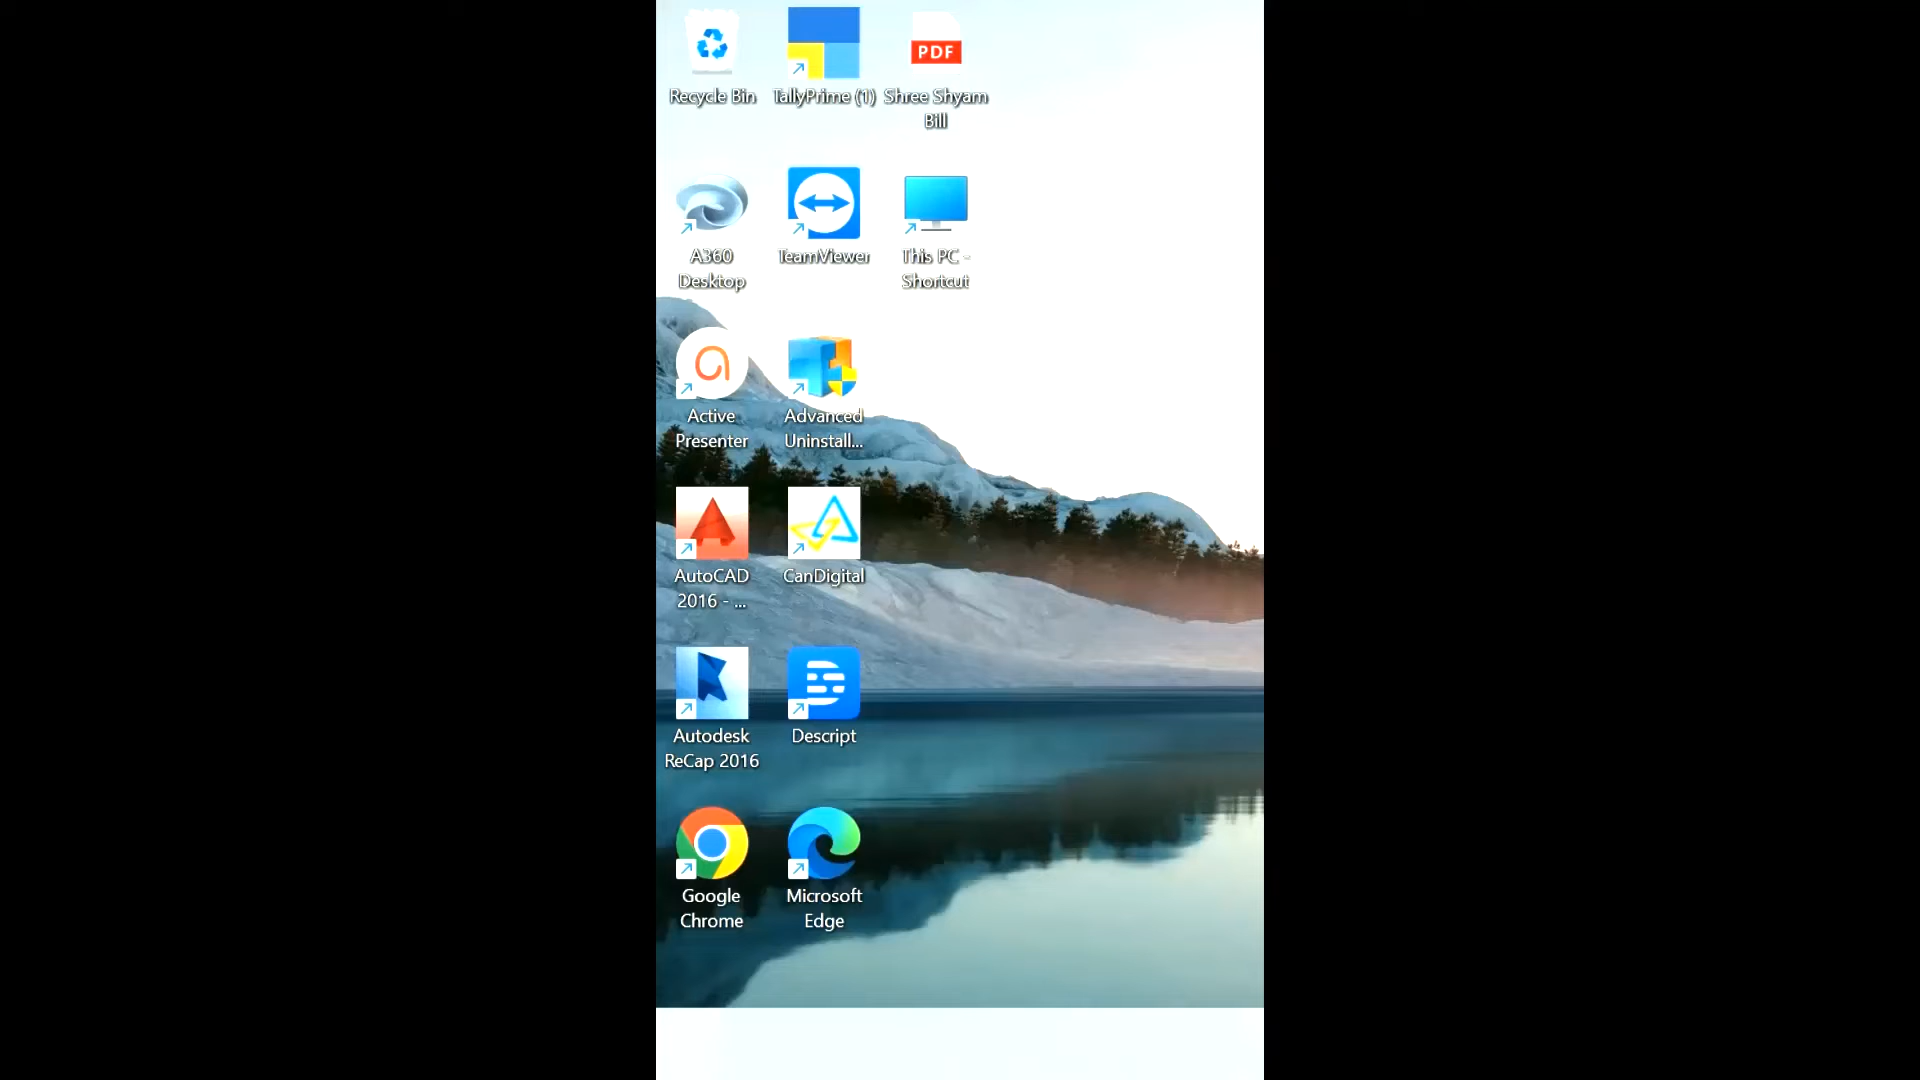 Recycle Bin
TallyPrime (1)
PDF
Shree Shyam
Bill
A360
Desktop
TeamViewer
This PC -
Shortcut
Active
Presenter
Advanced
Uninstall...
AutoCAD
2016 - ...
CanDigital
Autodesk
ReCap 2016
Descript
Google
Chrome
Microsoft
Edge